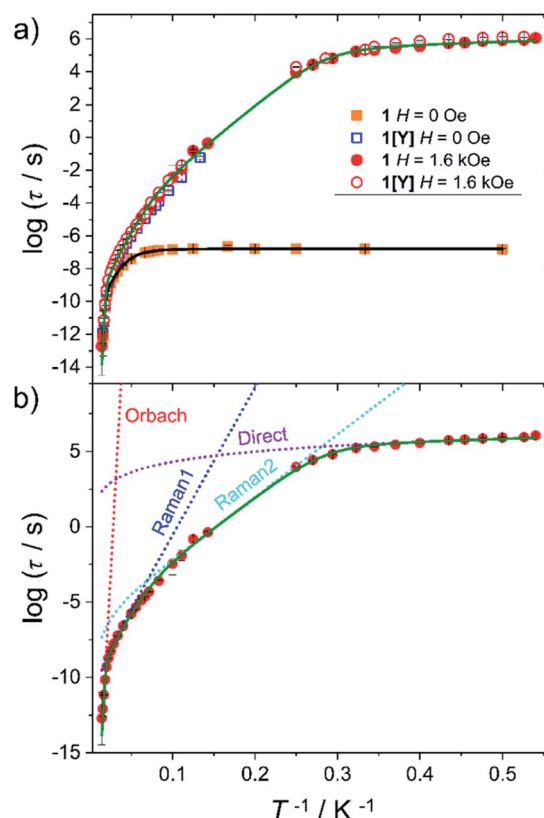 a)
log (τ / s)
6
4
2
0
-2
-4
-6
-8
-10
-12
-14
1 H = 0 Oe
1[Y] H = 0 Oe
1 H = 1.6 kOe
1[Y] H = 1.6 kOe
b)
log (τ / s)
5
0
-5
-10
-15
Orbach
Direct
Raman1
Raman2
0.1 0.2 0.3 0.4 0.5
T -1 / K-1